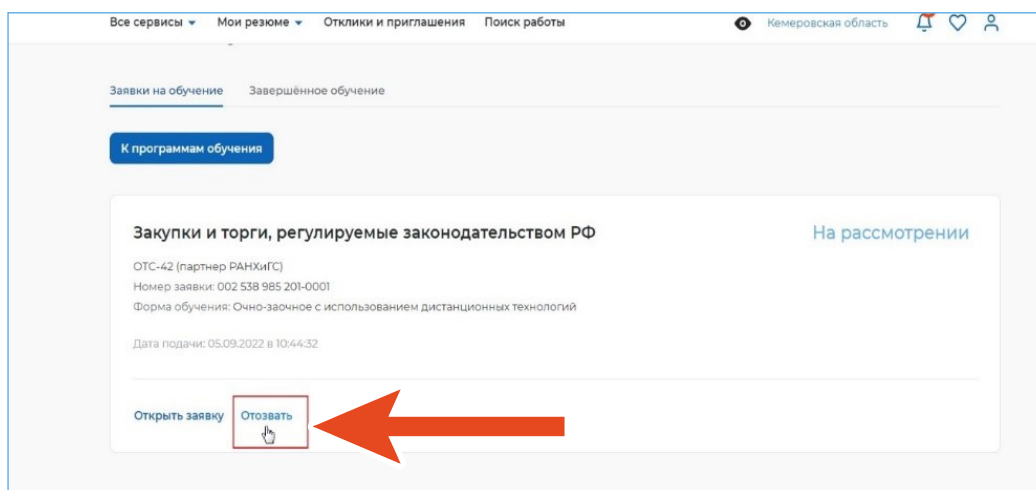 Все сервисы Мои резюме Отклики и приглашения Поиск работы Кемеровская область
Заявки на обучение Завершённое обучение
К программам обучения
Закупки и торги, регулируемые законодательством РФ На рассмотрении
ОТС-42 (партнер РАНХиГС)
Номер заявки: 002 538 985 201-0001
Форма обучения: Очно-заочное с использованием дистанционных технологий
Дата подачи: 05.09.2022 в 10:44:32
Открыть заявку Отозвать